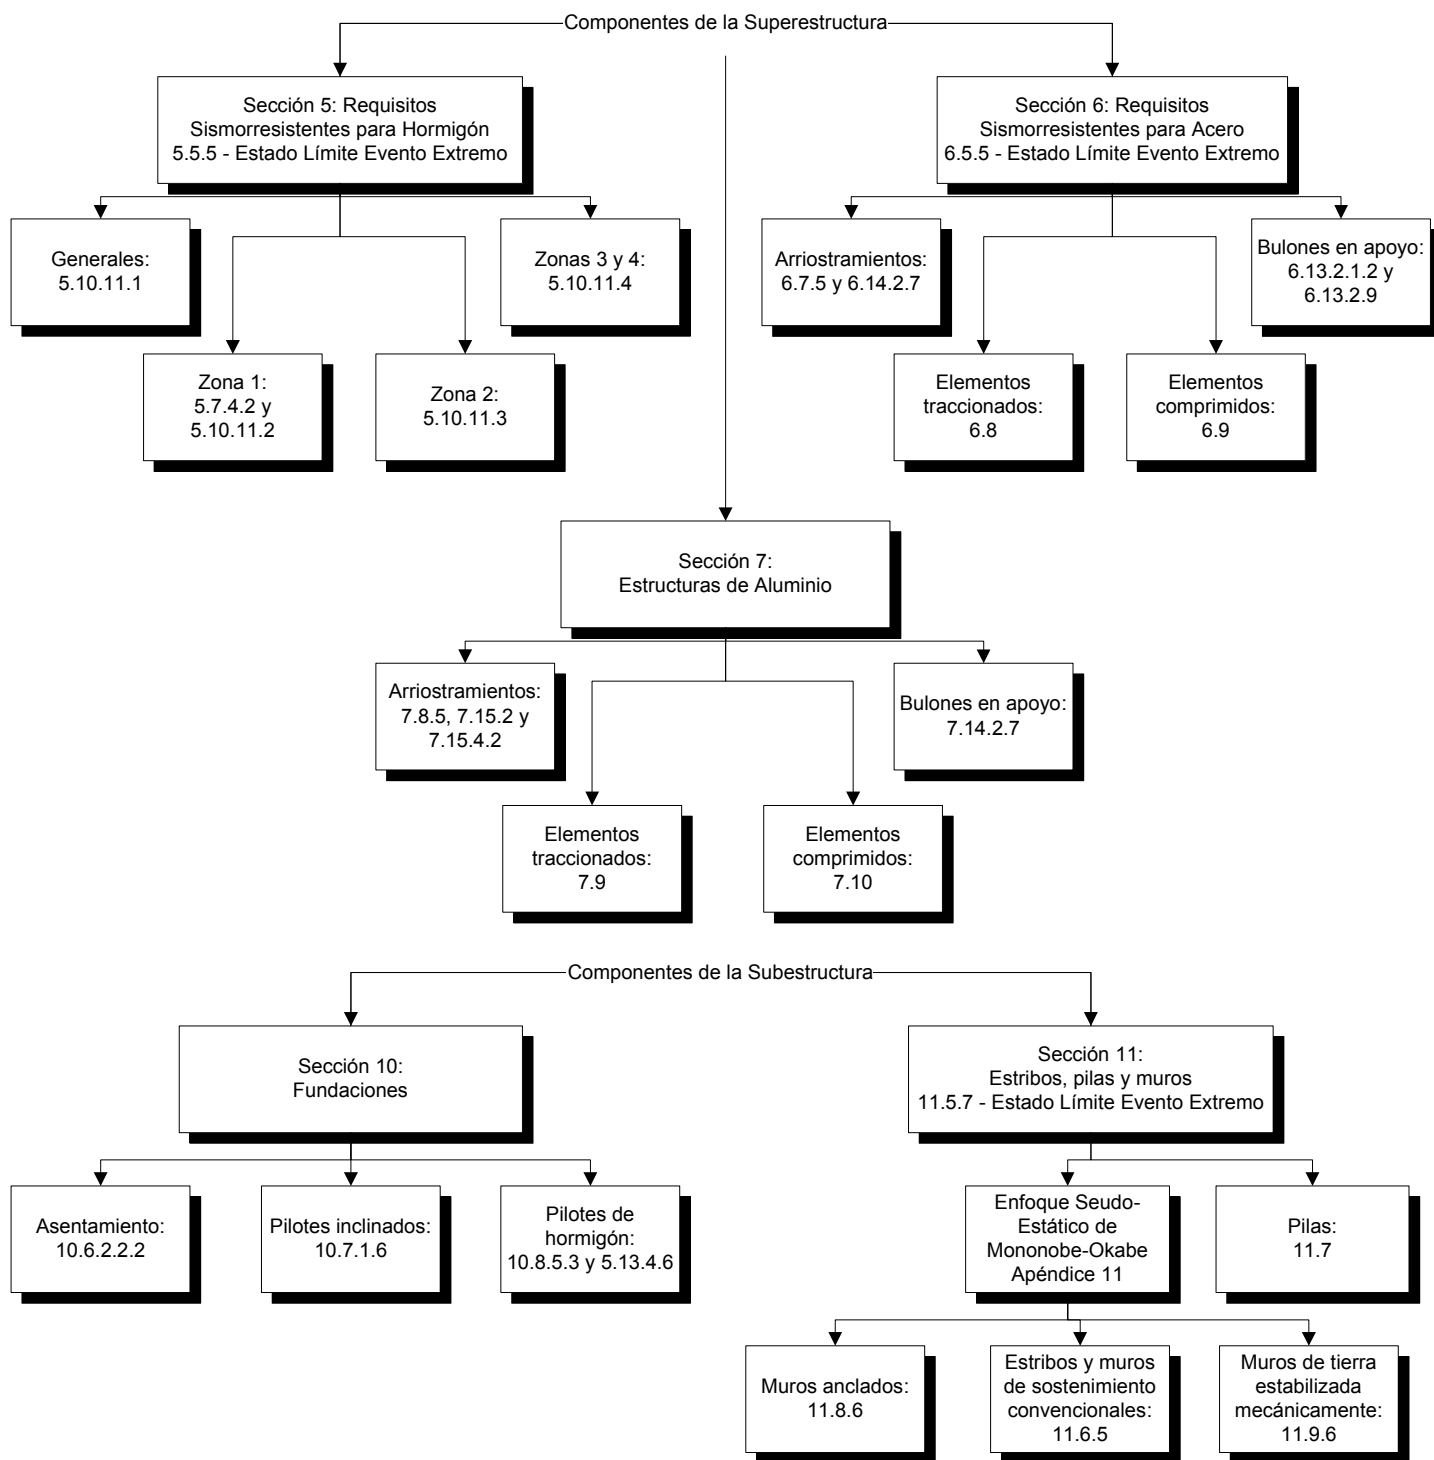 Componentes de la Superestructura
Sección 5: Requisitos
Sismorresistentes para Hormigón
5.5.5 - Estado Límite Evento Extremo
Sección 6: Requisitos
Sismorresistentes para Acero
6.5.5 - Estado Límite Evento Extremo
Generales:
5.10.11.1
Zonas 3 y 4:
5.10.11.4
Arriostramientos:
6.7.5 y 6.14.2.7
Bulones en apoyo:
6.13.2.1.2 y
6.13.2.9
Zona 1:
5.7.4.2 y
5.10.11.2
Zona 2:
5.10.11.3
Elementos
traccionados:
6.8
Elementos
comprimidos:
6.9
Sección 7:
Estructuras de Aluminio
Arriostramientos:
7.8.5, 7.15.2 y
7.15.4.2
Bulones en apoyo:
7.14.2.7
Elementos
traccionados:
7.9
Elementos
comprimidos:
7.10
Componentes de la Subestructura
Sección 10:
Fundaciones
Sección 11:
Estribos, pilas y muros
11.5.7 - Estado Límite Evento Extremo
Asentamiento:
10.6.2.2.2
Pilotes inclinados:
10.7.1.6
Pilotes de
hormigón:
10.8.5.3 y 5.13.4.6
Enfoque Seudo-
Estático de
Mononobe-Okabe
Apéndice 11
Pilas:
11.7
Muros anclados:
11.8.6
Estribos y muros
de sostenimiento
convencionales:
11.6.5
Muros de tierra
estabilizada
mecánicamente:
11.9.6